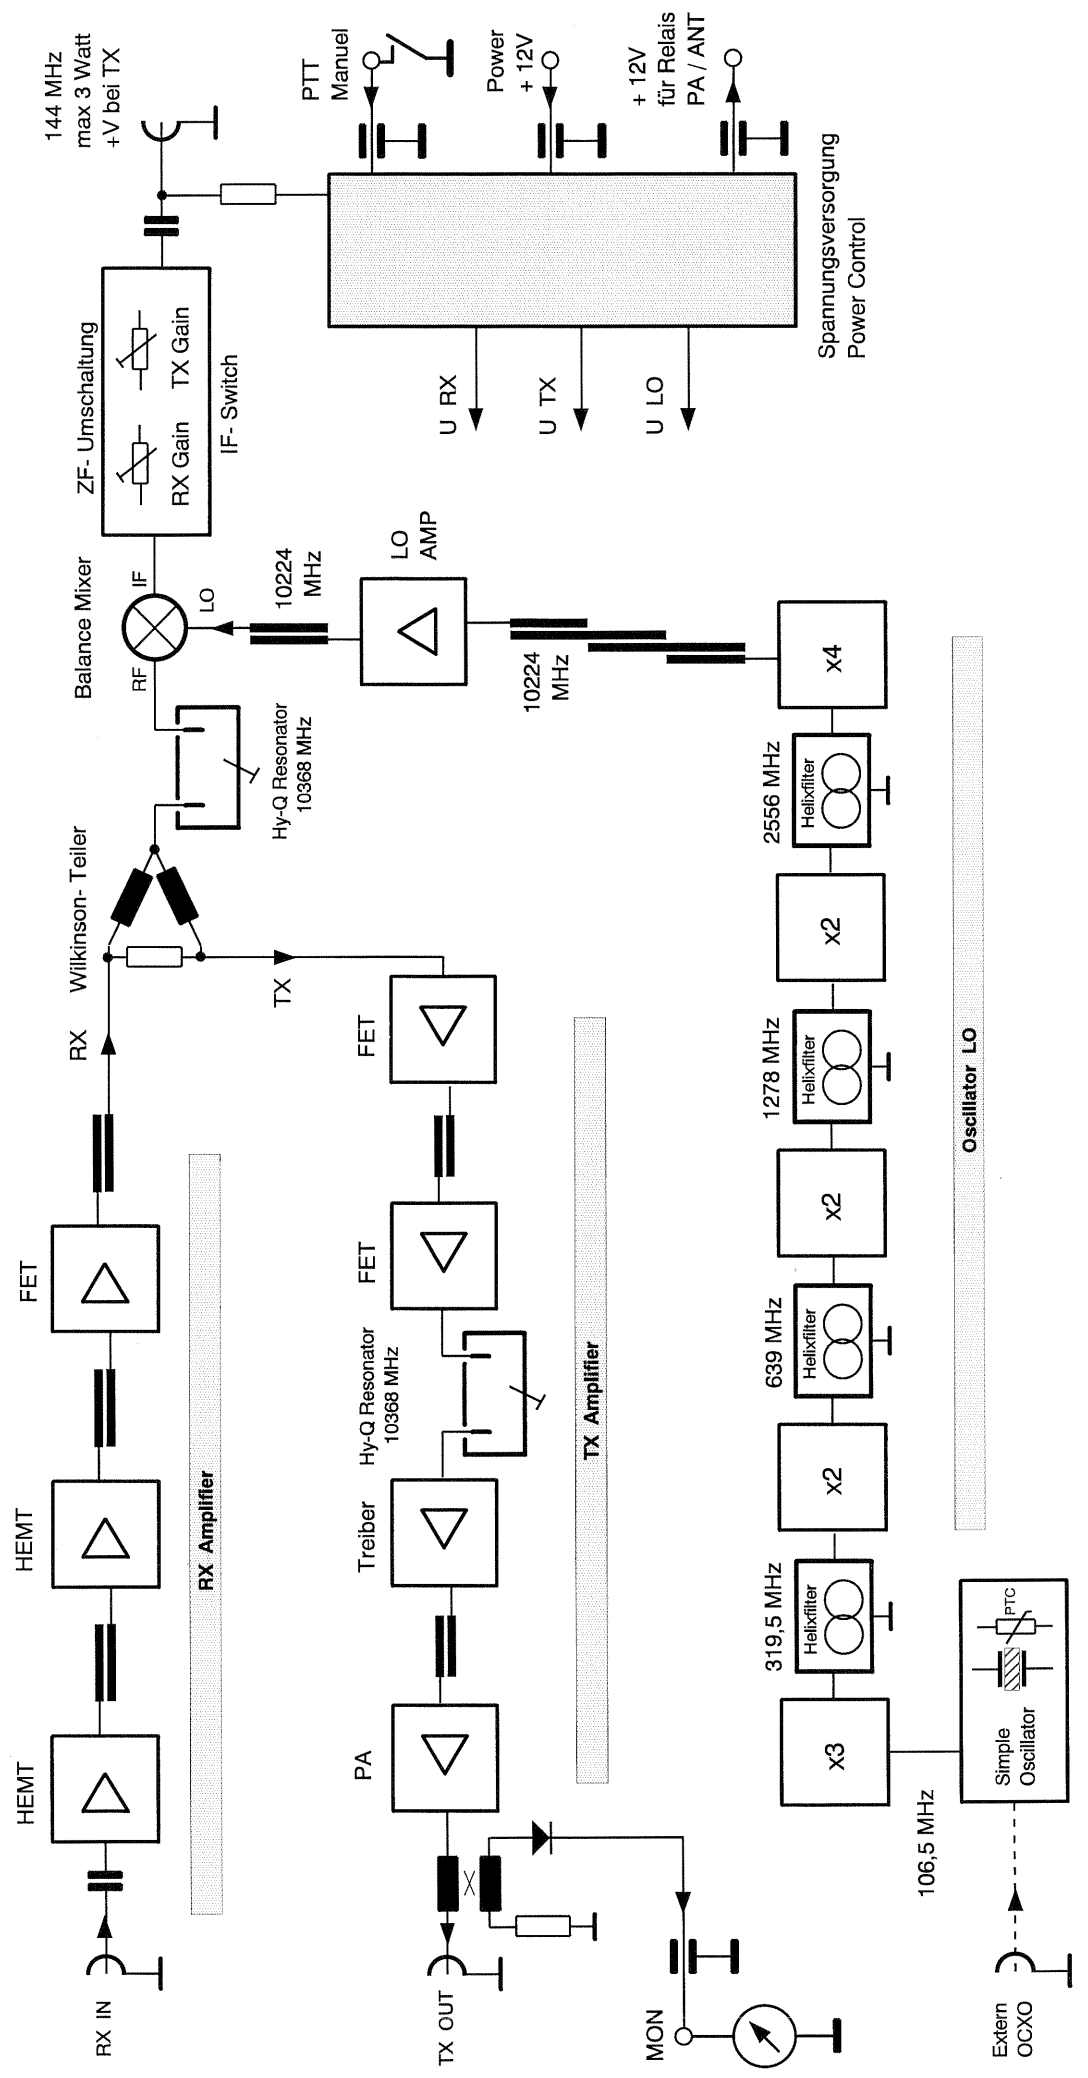 RX IN
HEMT
HEMT
FET
RX Amplifier
RX
Wilkinson- Teiler
TX
Hy-Q Resonator
10368 MHz
Balance Mixer
RF
IF
LO
ZF- Umschaltung
RX Gain
TX Gain
IF- Switch
144 MHz
max 3 Watt
+V bei TX
TX OUT
PA
Treiber
Hy-Q Resonator
10368 MHz
FET
FET
TX Amplifier
MON
10224
MHz
LO
AMP
10224
MHz
U RX
U TX
U LO
PTT
Manuel
Power
+ 12V
+ 12V
für Relais
PA / ANT
Spannungsversorgung
Power Control
x3
319,5 MHz
Helixfilter
x2
639 MHz
Helixfilter
x2
1278 MHz
Helixfilter
x2
2556 MHz
Helixfilter
x4
Oscillator LO
106,5 MHz
Extern
OCXO
Simple
Oscillator
PTC